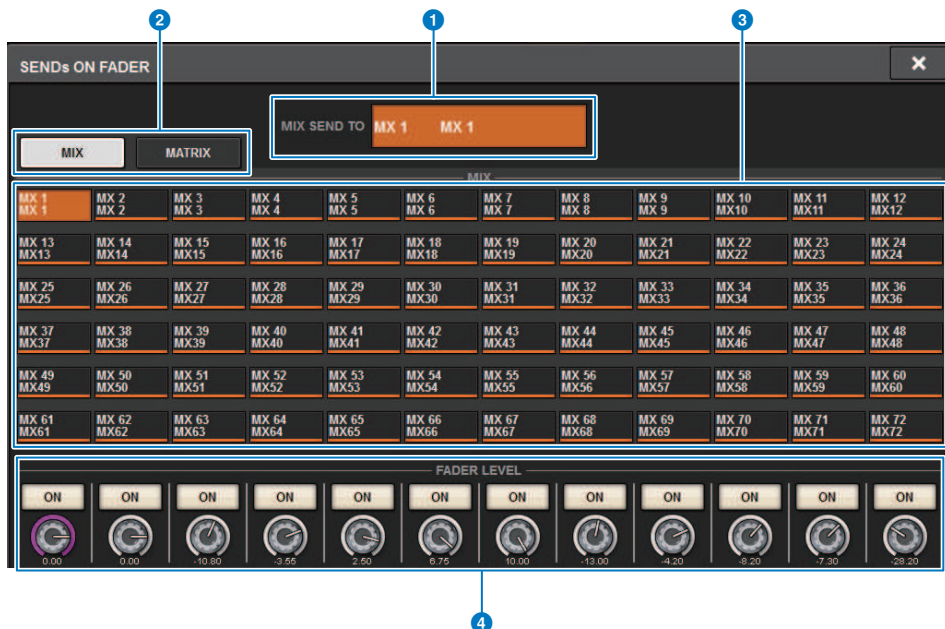 2 1 3
SENDs ON FADER ×
MIX SEND TO MX 1 MX 1
MIX MATRIX
MIX
MX 1 MX 2 MX 3 MX 4 MX 5 MX 6 MX 7 MX 8 MX 9 MX 10 MX 11 MX 12
MX 1 MX 2 MX 3 MX 4 MX 5 MX 6 MX 7 MX 8 MX 9 MX10 MX11 MX12
MX 13 MX 14 MX 15 MX 16 MX 17 MX 18 MX 19 MX 20 MX 21 MX 22 MX 23 MX 24
MX13 MX14 MX15 MX16 MX17 MX18 MX19 MX20 MX21 MX22 MX23 MX24
MX 25 MX 26 MX 27 MX 28 MX 29 MX 30 MX 31 MX 32 MX 33 MX 34 MX 35 MX 36
MX25 MX26 MX27 MX28 MX29 MX30 MX31 MX32 MX33 MX34 MX35 MX36
MX 37 MX 38 MX 39 MX 40 MX 41 MX 42 MX 43 MX 44 MX 45 MX 46 MX 47 MX 48
MX37 MX38 MX39 MX40 MX41 MX42 MX43 MX44 MX45 MX46 MX47 MX48
MX 49 MX 50 MX 51 MX 52 MX 53 MX 54 MX 55 MX 56 MX 57 MX 58 MX 59 MX 60
MX49 MX50 MX51 MX52 MX53 MX54 MX55 MX56 MX57 MX58 MX59 MX60
MX 61 MX 62 MX 63 MX 64 MX 65 MX 66 MX 67 MX 68 MX 69 MX 70 MX 71 MX 72
MX61 MX62 MX63 MX64 MX65 MX66 MX67 MX68 MX69 MX70 MX71 MX72
FADER LEVEL
ON ON ON ON ON ON ON ON ON ON ON ON
0.00 0.00 -10.80 -3.55 2.50 6.75 10.00 -13.00 -4.20 -8.20 -7.30 -28.20
4